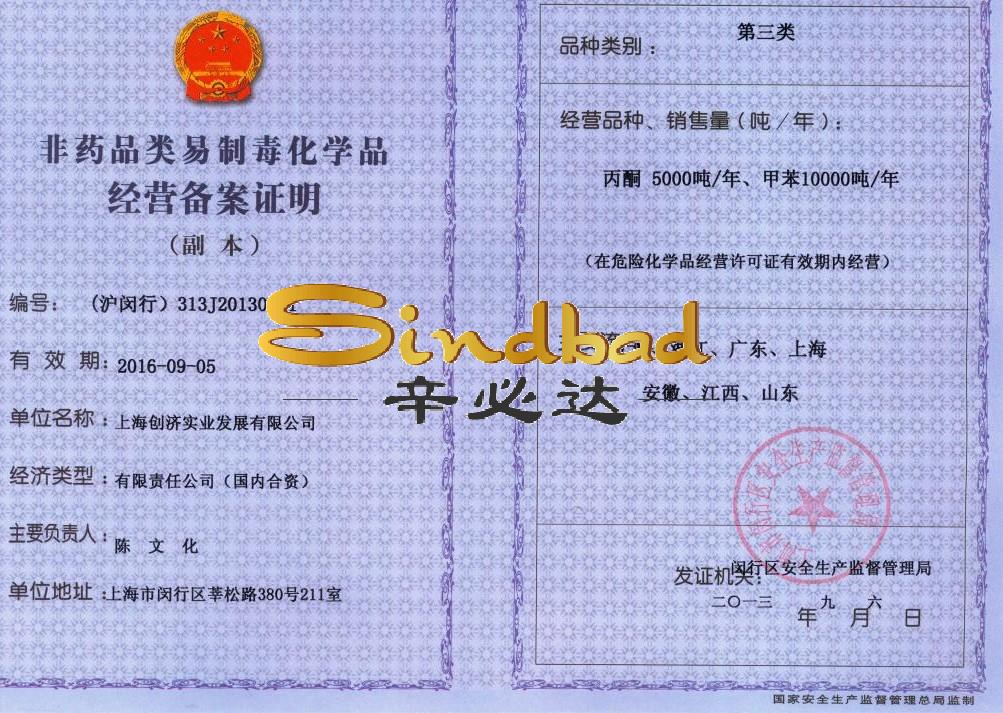 非药品类易制毒化学品
经营备案证明
（副 本）
编号： （沪闵行）313J20130
有 效 期：2016-09-05
单位名称：上海创济实业发展有限公司
经济类型：有限责任公司（国内合资）
主要负责人：陈 文 化
单位地址：上海市闵行区莘松路380号211室
品种类别： 第三类
经营品种、销售量（吨／年）：
丙酮 5000吨/年、甲苯10000吨/年
（在危险化学品经营许可证有效期内经营）
、广东、上海
安徽、江西、山东
发证机关：闵行区安全生产监督管理局
二〇一三 年 九 月 六 日
国家安全生产监督管理总局监制
Sindbad
辛必达